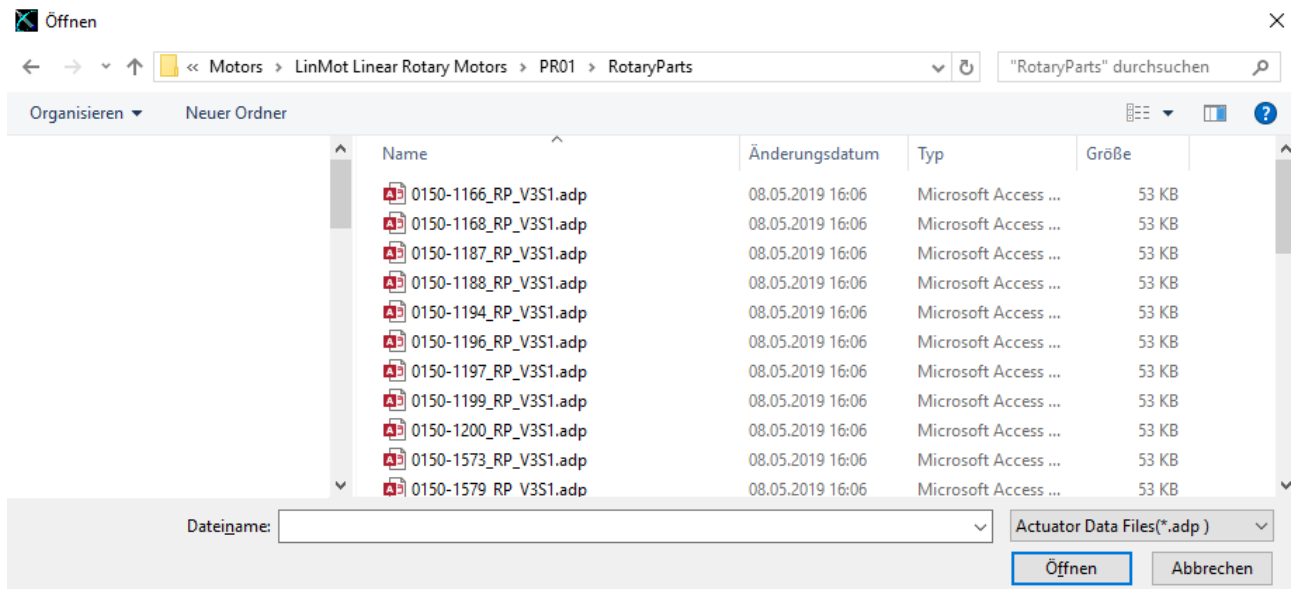 Öffnen
« Motors > LinMot Linear Rotary Motors > PR01 > RotaryParts "RotaryParts" durchsuchen
Organisieren Neuer Ordner ?
Name Änderungsdatum Typ Größe
0150-1166_RP_V3S1.adp 08.05.2019 16:06 Microsoft Access ... 53 KB
0150-1168_RP_V3S1.adp 08.05.2019 16:06 Microsoft Access ... 53 KB
0150-1187_RP_V3S1.adp 08.05.2019 16:06 Microsoft Access ... 53 KB
0150-1188_RP_V3S1.adp 08.05.2019 16:06 Microsoft Access ... 53 KB
0150-1194_RP_V3S1.adp 08.05.2019 16:06 Microsoft Access ... 53 KB
0150-1196_RP_V3S1.adp 08.05.2019 16:06 Microsoft Access ... 53 KB
0150-1197_RP_V3S1.adp 08.05.2019 16:06 Microsoft Access ... 53 KB
0150-1199_RP_V3S1.adp 08.05.2019 16:06 Microsoft Access ... 53 KB
0150-1200_RP_V3S1.adp 08.05.2019 16:06 Microsoft Access ... 53 KB
0150-1573_RP_V3S1.adp 08.05.2019 16:06 Microsoft Access ... 53 KB
0150-1579_RP_V3S1.adp 08.05.2019 16:06 Microsoft Access ... 53 KB
Dateiname: Actuator Data Files(*.adp )
Öffnen Abbrechen